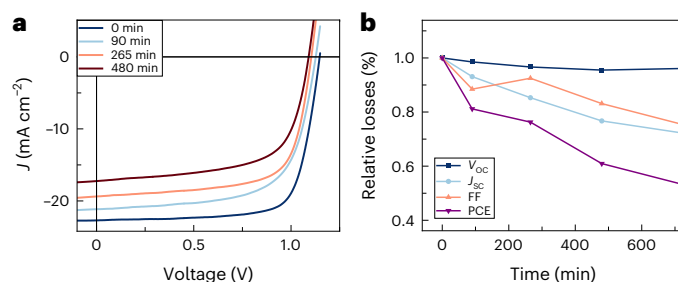 a
0 min
90 min
265 min
480 min
J (mA cm⁻²)
0
−10
−20
0
0.5
1.0
Voltage (V)
b
Relative losses (%)
1.0
0.8
0.6
0.4
V_OC
J_SC
FF
PCE
0
200
400
600
Time (min)